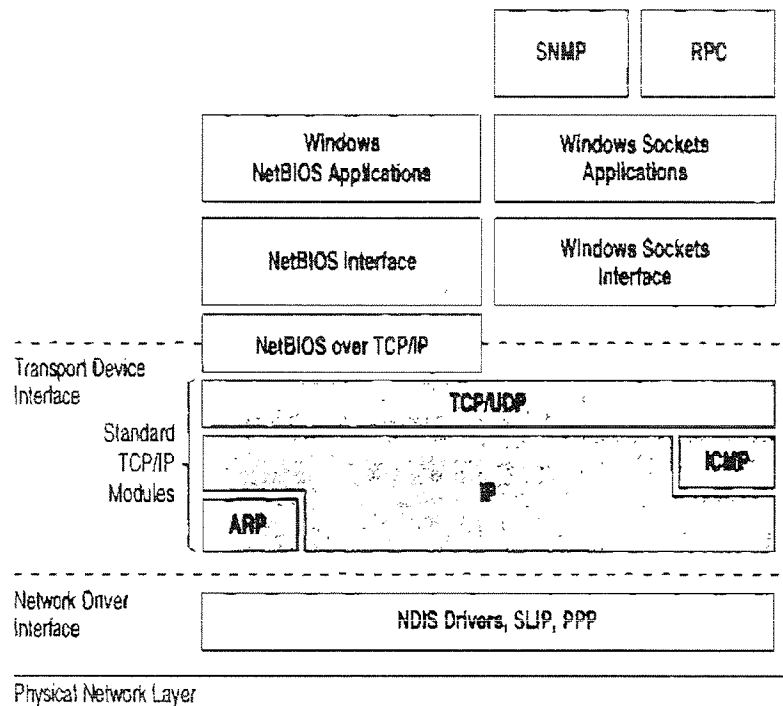 SNMP
RPC
Windows
NetBIOS Applications
Windows Sockets
Applications
NetBIOS Interface
Windows Sockets
Interface
NetBIOS over TCP/IP
Transport Device
Interface
TCP/UDP
Standard
TCP/IP
Modules
ICMP
IP
ARP
Network Driver
Interface
NDIS Drivers, SLIP, PPP
Physical Network Layer